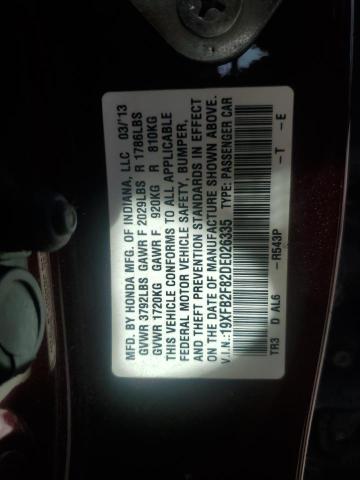 MFD. BY HONDA MFG. OF INDIANA, LLC 03/'13
GVWR 3792LBS GAWR F 2029LBS R 1786LBS
GVWR 1720KG GAWR F 920KG R 810KG
THIS VEHICLE CONFORMS TO ALL APPLICABLE
FEDERAL MOTOR VEHICLE SAFETY, BUMPER,
AND THEFT PREVENTION STANDARDS IN EFFECT
ON THE DATE OF MANUFACTURE SHOWN ABOVE.
V.I.N.:19XFB2F82DE026335 TYPE: PASSENGER CAR
TR3 D AL6 -R543P -T -E